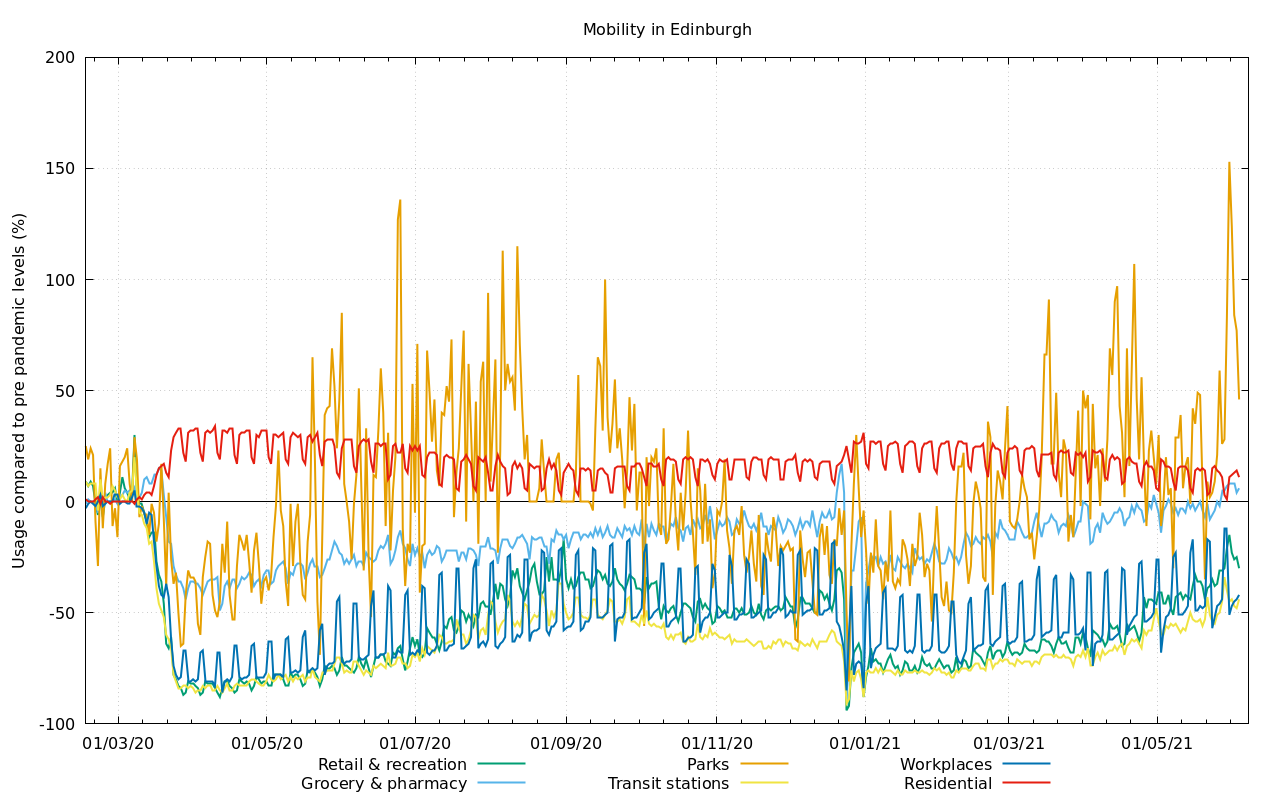 Mobility in Edinburgh
Usage compared to pre pandemic levels (%)
200
150
100
50
0
-50
-100
01/03/20 01/05/20 01/07/20 01/09/20 01/11/20 01/01/21 01/03/21 01/05/21
Retail & recreation Parks Workplaces
Grocery & pharmacy Transit stations Residential